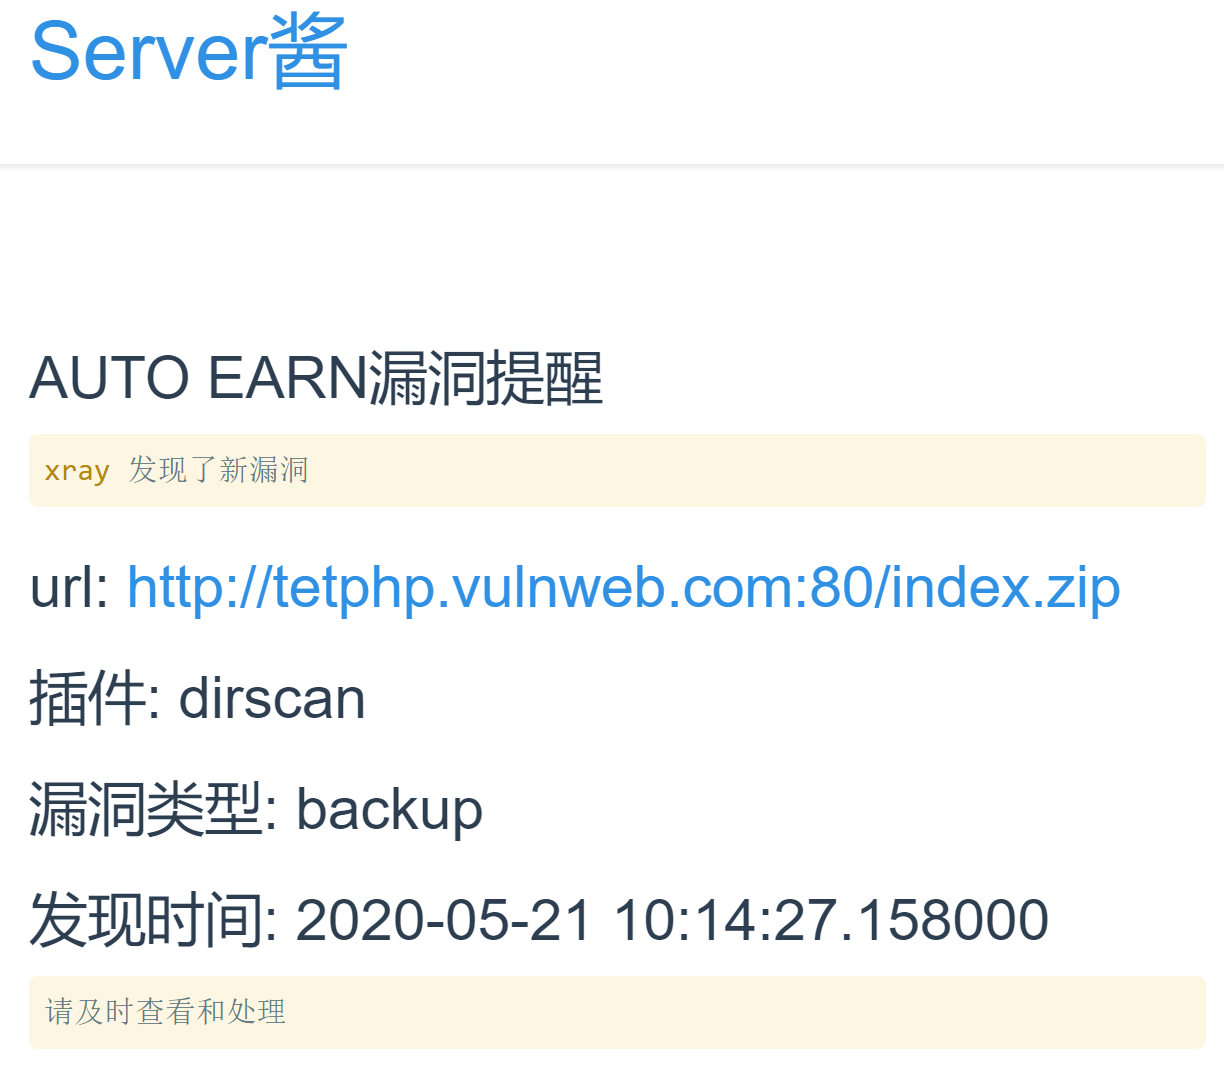 Server酱
AUTO EARN漏洞提醒
xray 发现了新漏洞
url: http://tetphp.vulnweb.com:80/index.zip
插件: dirscan
漏洞类型: backup
发现时间: 2020-05-21 10:14:27.158000
请及时查看和处理